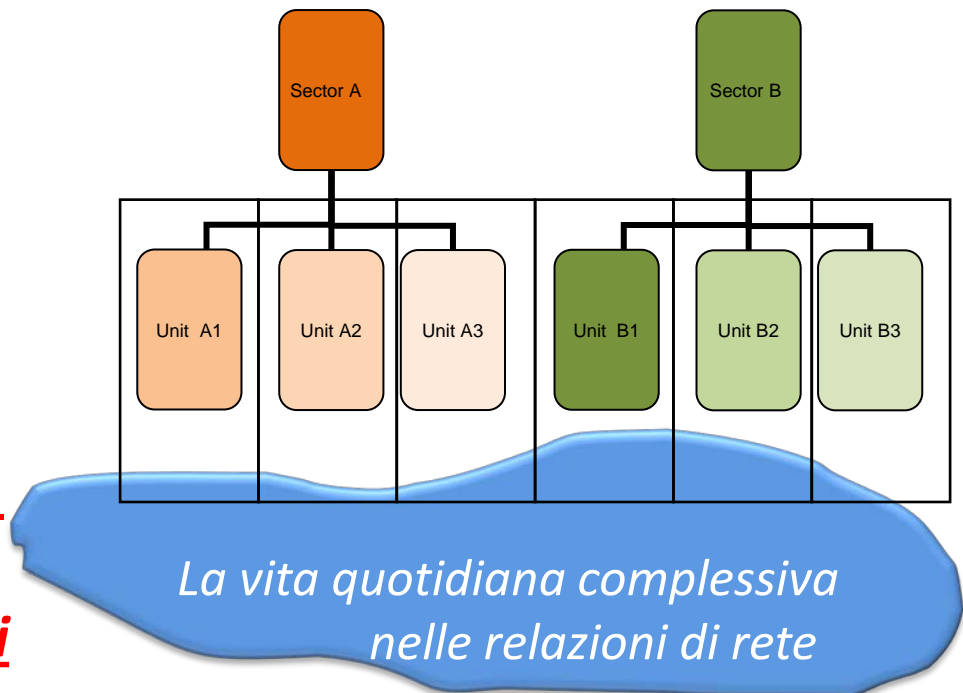 Sector A
Sector B
Unit A1
Unit A2
Unit A3
Unit B1
Unit B2
Unit B3
La vita quotidiana complessiva
nelle relazioni di rete